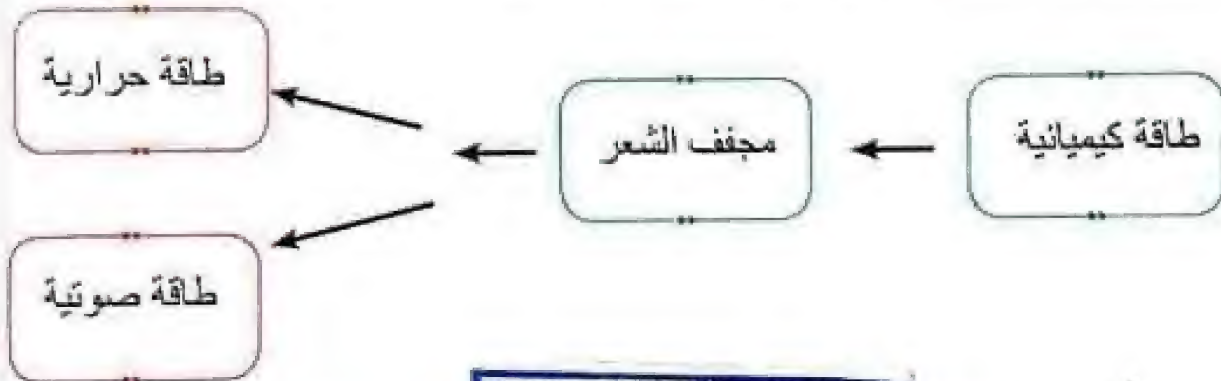 طاقة كيميائية
مجفف الشعر
طاقة حرارية
طاقة صوتية